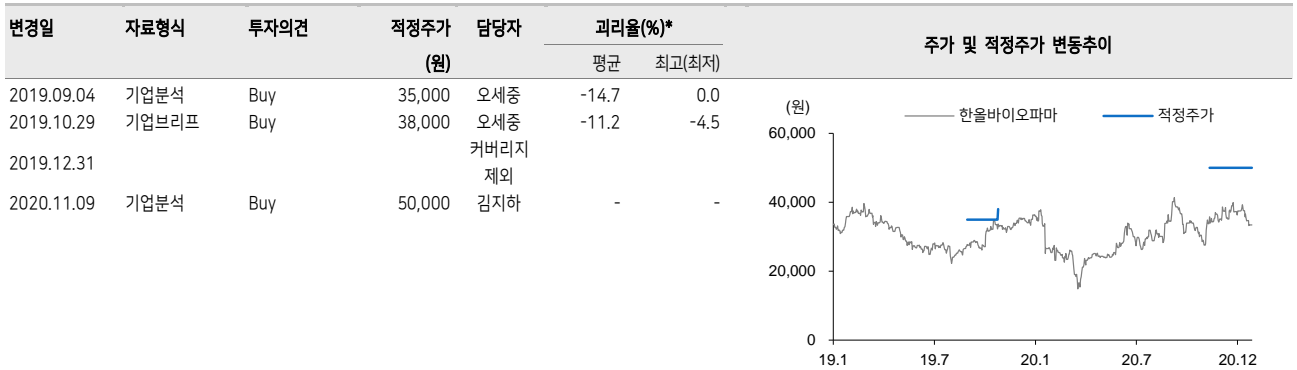 변경일 자료형식 투자의견 적정주가 담당자 괴리율(%)* 주가 및 적정주가 변동추이
(원) 평균 최고(최저)
2019.09.04 기업분석 Buy 35,000 오세중 -14.7 0.0
2019.10.29 기업브리프 Buy 38,000 오세중 -11.2 -4.5
2019.12.31 커버리지
제외
2020.11.09 기업분석 Buy 50,000 김지하 - -
(원)
한올바이오파마 적정주가
60,000
40,000
20,000
0
19.1 19.7 20.1 20.7 20.12